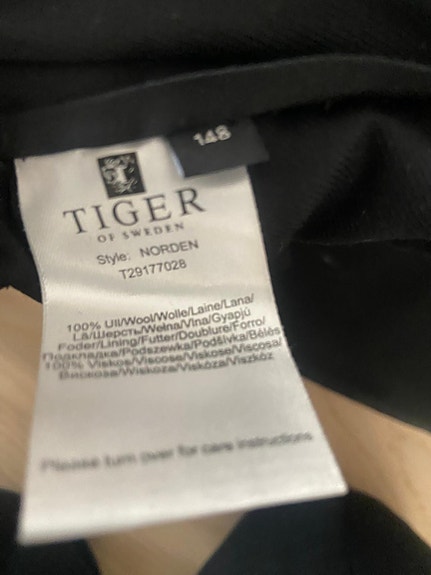 148
TIGER
OF SWEDEN
Style: NORDEN
T29177028
100% Ull/Wool/Wolle/Laine/Lana/
Lã/Шерсть/Wełna/Vlna/Gyapjú
Foder/Lining/Futter/Doublure/Forro/
Подкладка/Podszewka/Podšívka/Bélés
100% Viskos/Viscose/Viskose/Viscosa/
Вискоза/Wiskoza/Viskóza/Viszkóz
Please turn over for care instructions